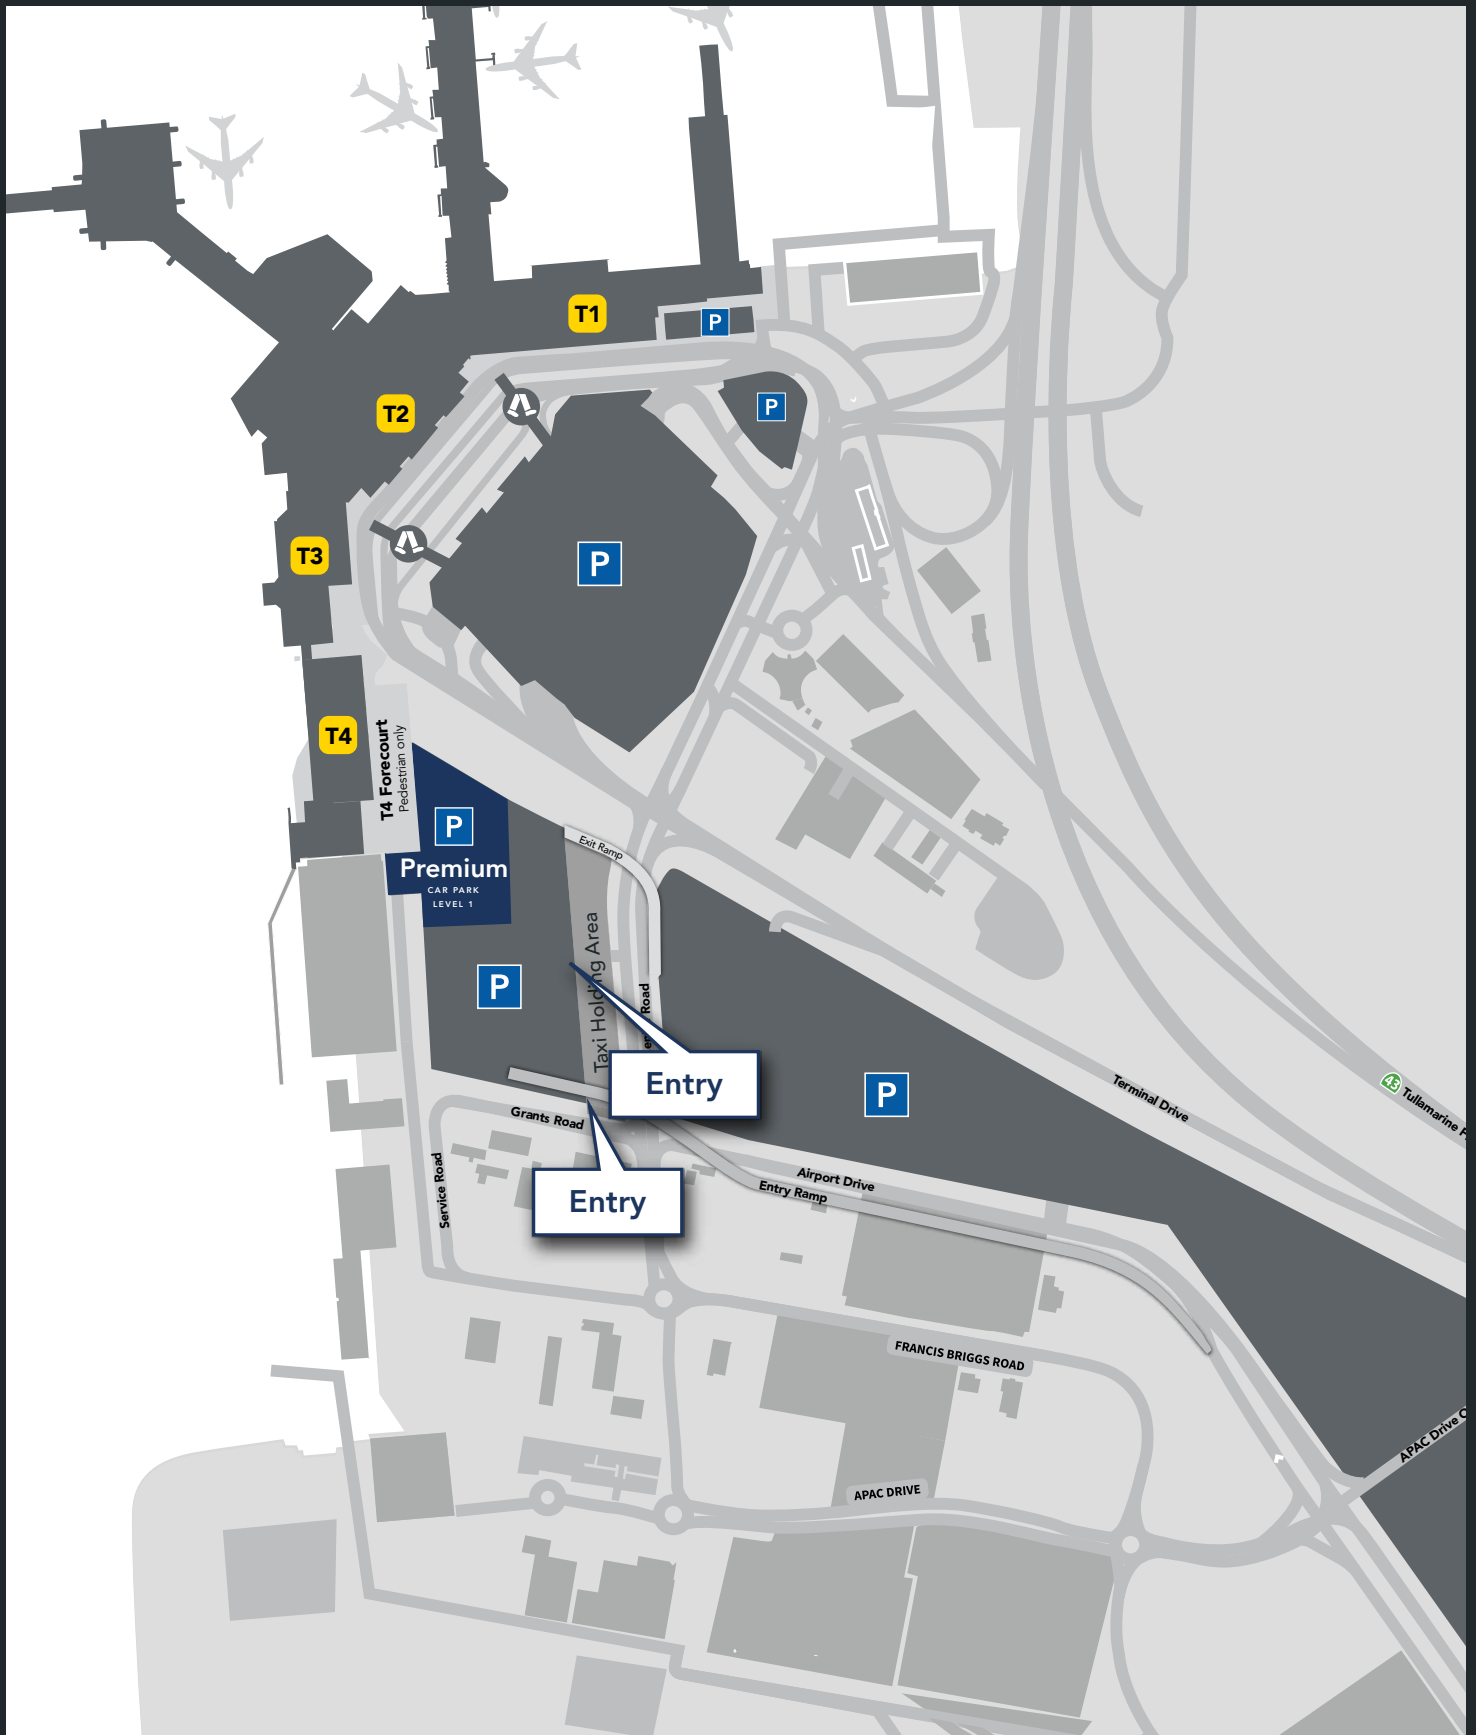 T1
P
P
T2
P
T3
T4
T4 Forecourt
Pedestrian only
P
Premium
CAR PARK
LEVEL 1
Exit Ramp
Taxi Holding Area
Road
P
Entry
P
Terminal Drive
43
Tullamarine
Grants Road
Service Road
Airport Drive
Entry Ramp
Entry
FRANCIS BRIGGS ROAD
APAC Drive
APAC DRIVE